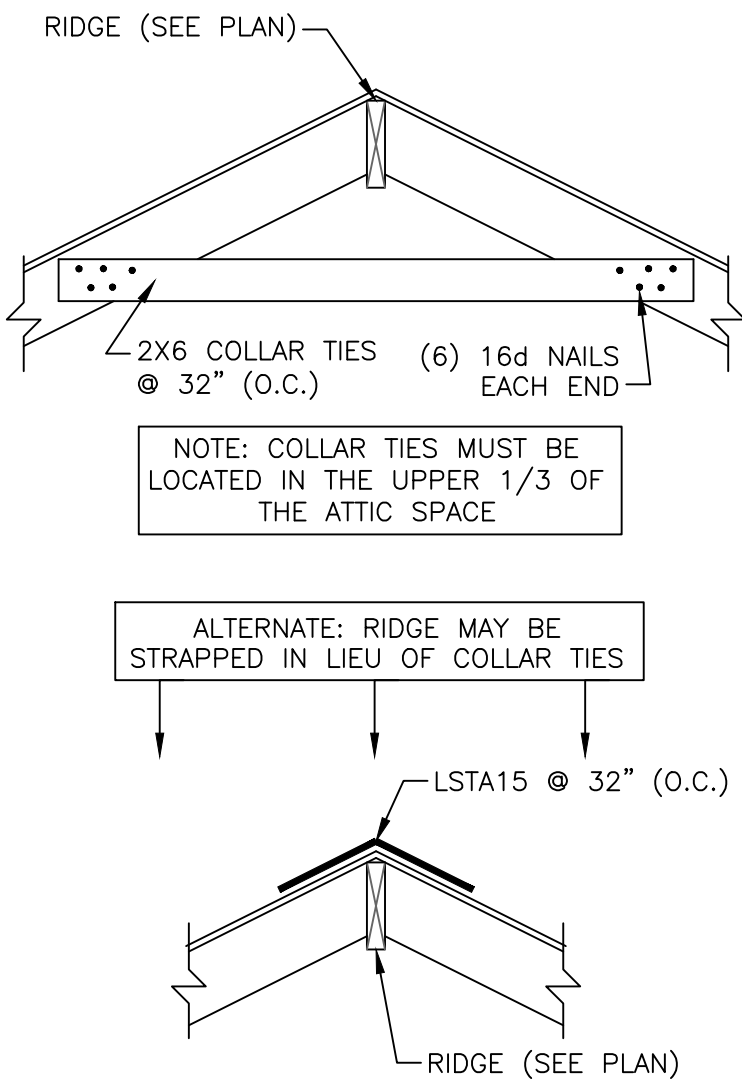 RIDGE (SEE PLAN)
2X6 COLLAR TIES
@ 32" (O.C.)
(6) 16d NAILS
EACH END
NOTE: COLLAR TIES MUST BE
LOCATED IN THE UPPER 1/3 OF
THE ATTIC SPACE
ALTERNATE: RIDGE MAY BE
STRAPPED IN LIEU OF COLLAR TIES
LSTA15 @ 32" (O.C.)
RIDGE (SEE PLAN)